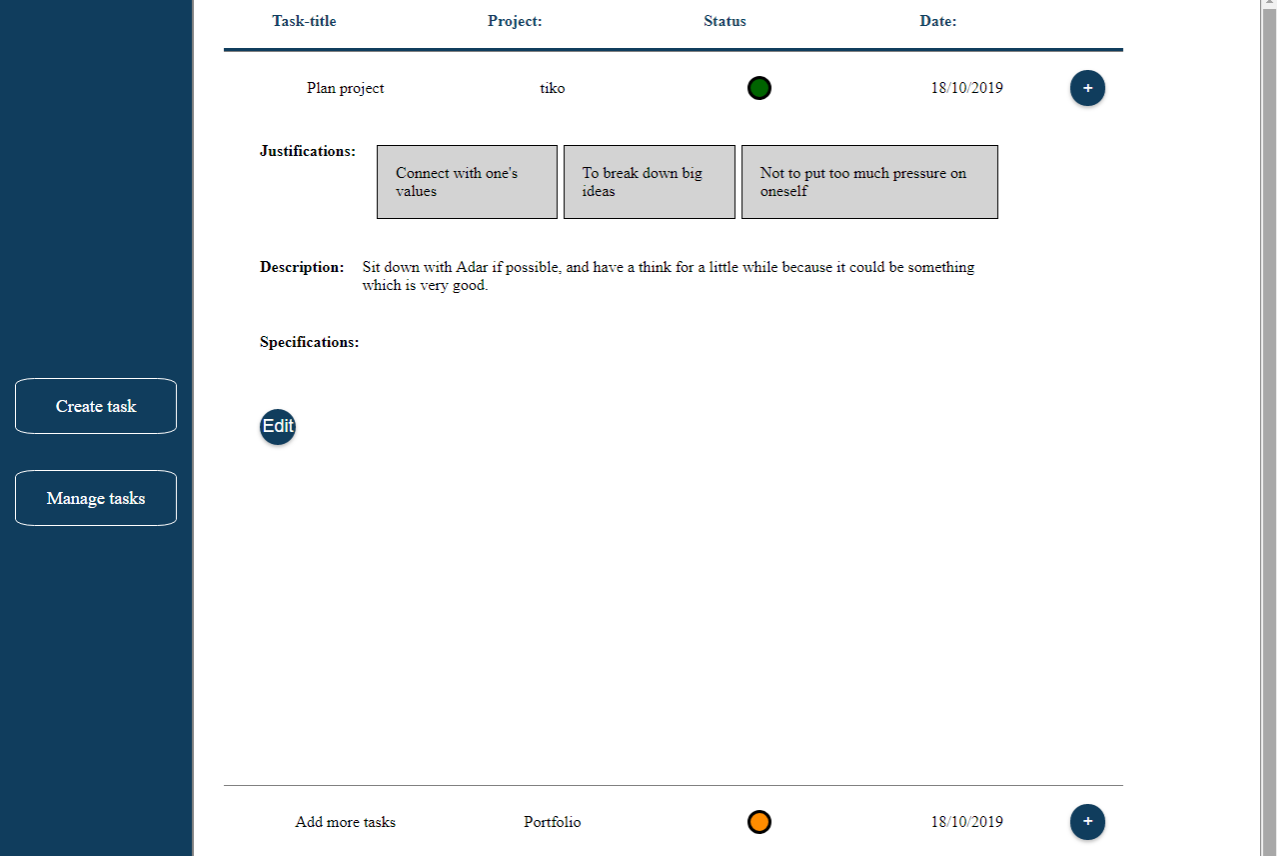 Task-title Project: Status Date:
Plan project tiko 18/10/2019 +
Justifications:
Connect with one's
values
To break down big
ideas
Not to put too much pressure on
oneself
Description: Sit down with Adar if possible, and have a think for a little while because it could be something
which is very good.
Specifications:
Create task
Edit
Manage tasks
Add more tasks Portfolio 18/10/2019 +